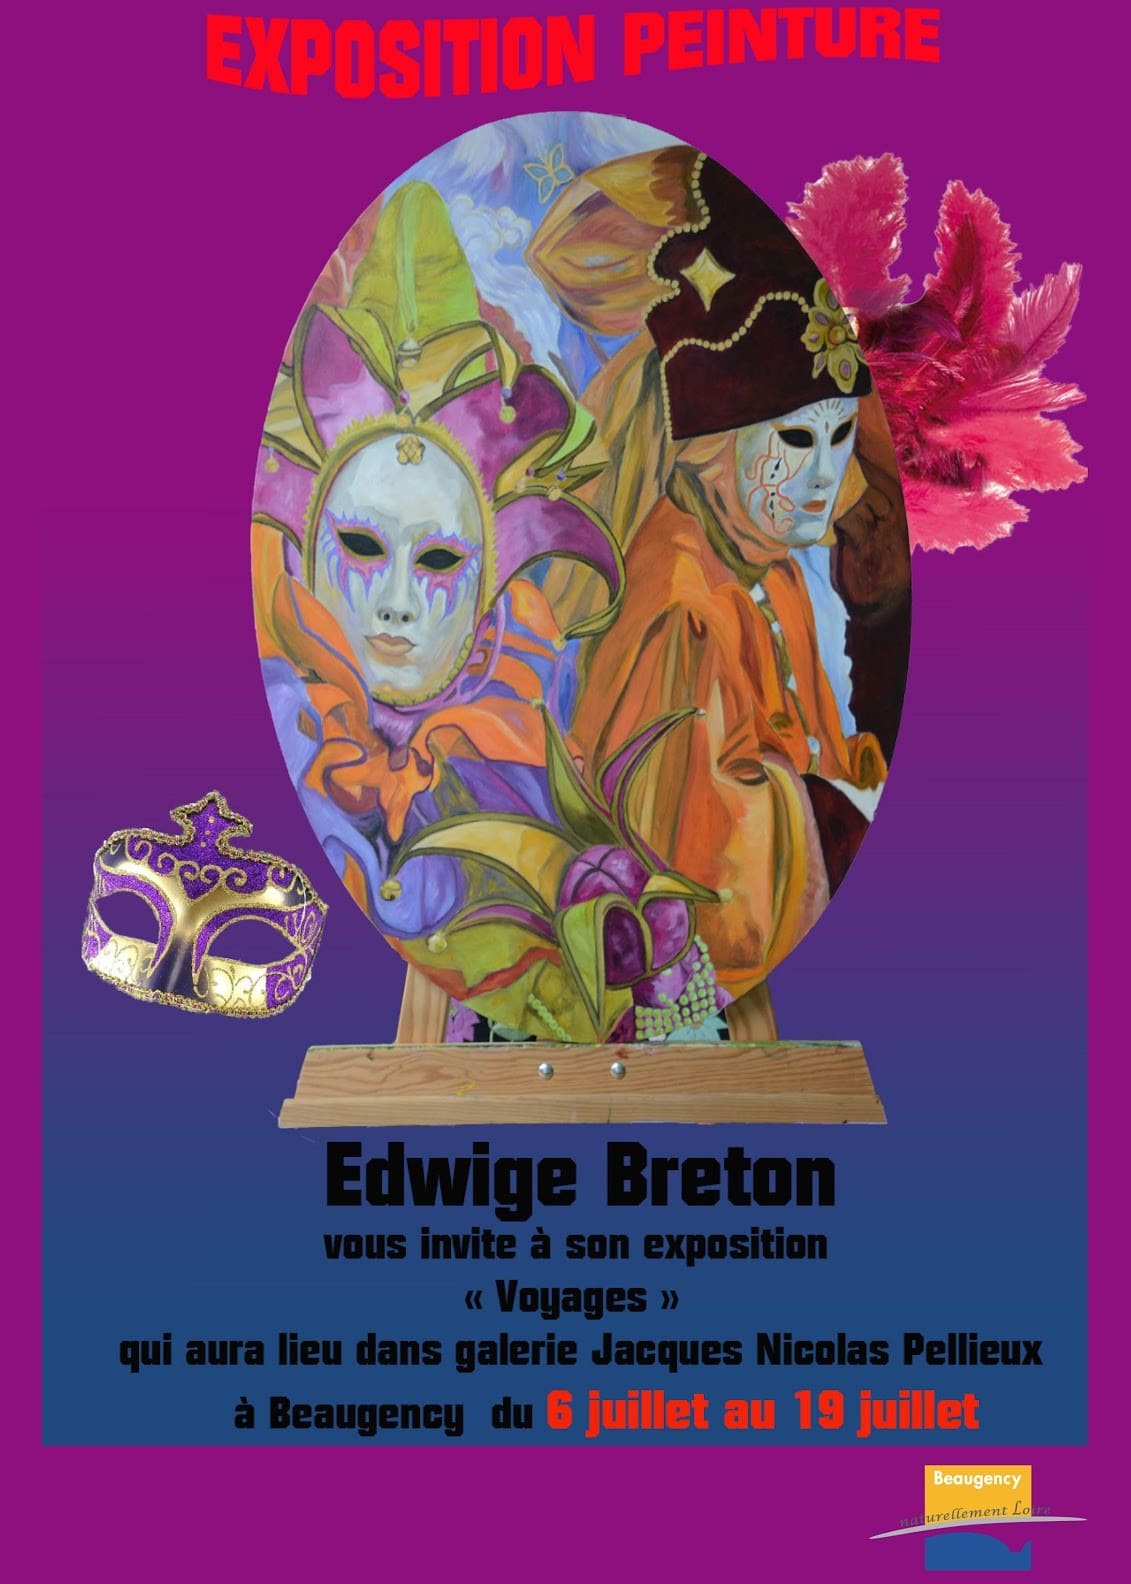 EXPOSITION PEINTURE
Edwige Breton
vous invite à son exposition
« Voyages »
qui aura lieu dans galerie Jacques Nicolas Pellieux
à Beaugency du 6 juillet au 19 juillet
Beaugency
naturellement Loire